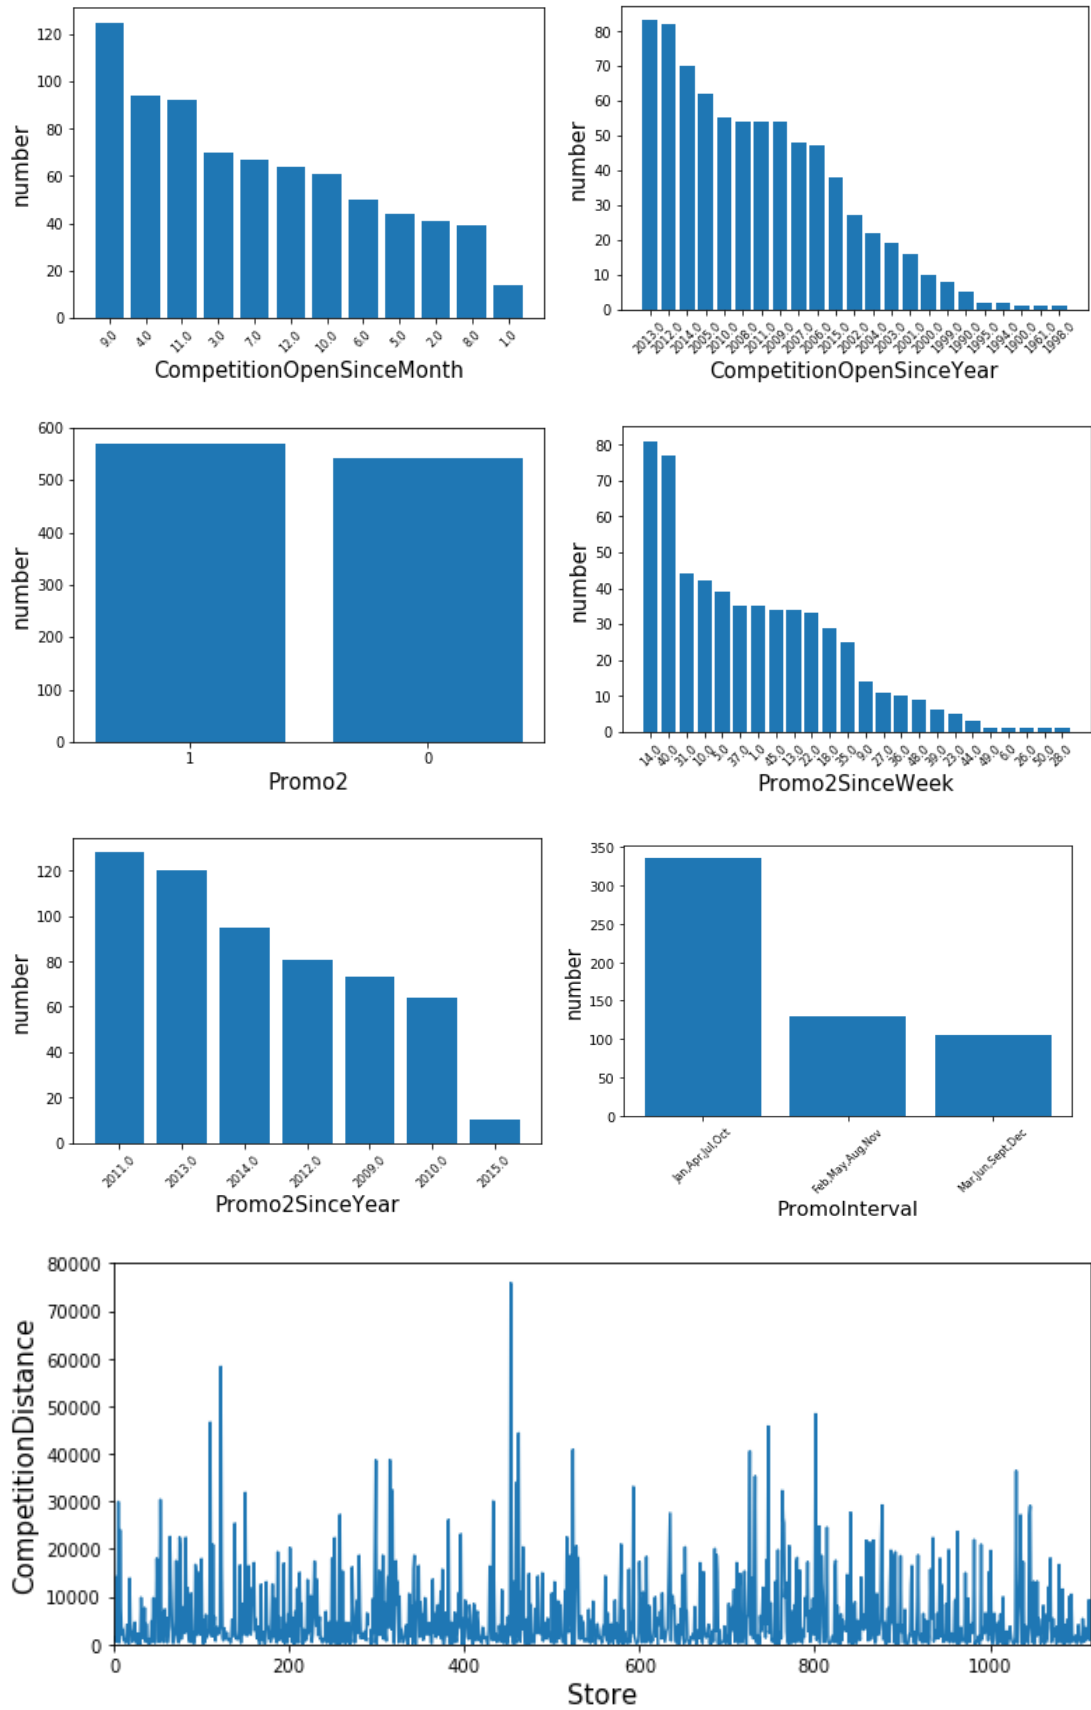 120
100
80
60
40
20
0
number
9.0 4.0 11.0 3.0 7.0 12.0 10.0 6.0 5.0 2.0 8.0 1.0
CompetitionOpenSinceMonth
80
70
60
50
40
30
20
10
0
number
2013.0 2012.0 2014.0 2005.0 2010.0 2008.0 2011.0 2009.0 2007.0 2006.0 2015.0 2002.0 2004.0 2003.0 2001.0 2000.0 1999.0 1990.0 1995.0 1994.0 1900.0 1961.0 1998.0
CompetitionOpenSinceYear
600
500
400
300
200
100
0
number
1 0
Promo2
80
70
60
50
40
30
20
10
0
number
14.0 40.0 31.0 10.0 5.0 37.0 1.0 45.0 13.0 22.0 18.0 35.0 9.0 27.0 36.0 48.0 39.0 23.0 44.0 49.0 6.0 26.0 50.0 28.0
Promo2SinceWeek
120
100
80
60
40
20
0
number
2011.0 2013.0 2014.0 2012.0 2009.0 2010.0 2015.0
Promo2SinceYear
350
300
250
200
150
100
50
0
number
Jan,Apr,Jul,Oct Feb,May,Aug,Nov Mar,Jun,Sept,Dec
PromoInterval
80000
70000
60000
50000
40000
30000
20000
10000
0
CompetitionDistance
0 200 400 600 800 1000
Store